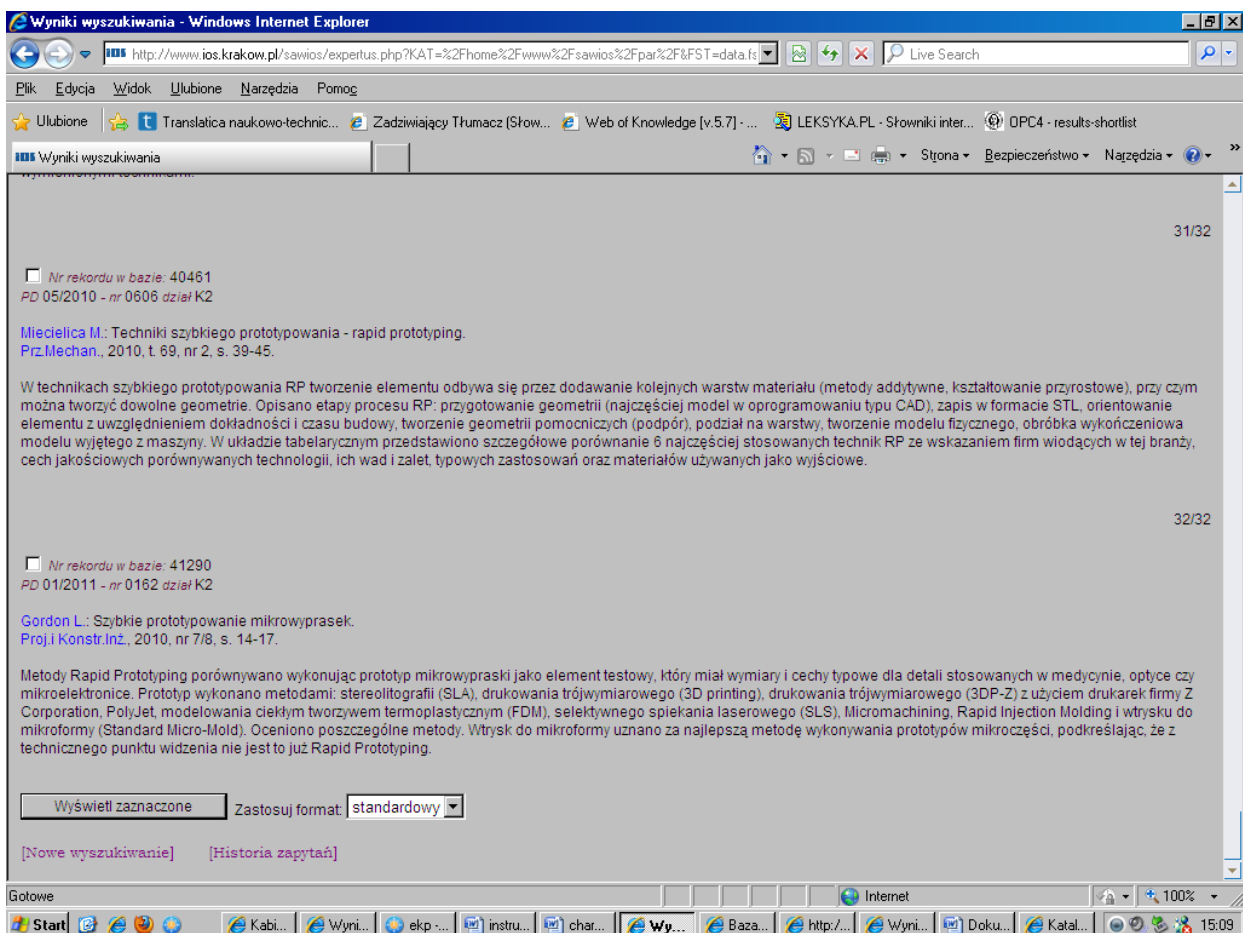 Wyniki wyszukiwania - Windows Internet Explorer
http://www.ios.krakow.pl/sawios/expertus.php?KAT=%2Fhome%2Fwww%2Fsawios%2Fpar%2F&FST=data.fs
Live Search
Plik Edycja Widok Ulubione Narzędzia Pomoc
Ulubione Translatica naukowo-technic... Zadziwiający Tłumacz (Słow... Web of Knowledge [v.5.7] - ... LEKSYKA.PL - Słowniki inter... OPC4 - results-shortlist
Wyniki wyszukiwania Strona Bezpieczeństwo Narzędzia
wymienionymi technikami.
31/32
Nr rekordu w bazie: 40461
PD 05/2010 - nr 0606 dział K2
Miecielica M.: Techniki szybkiego prototypowania - rapid prototyping.
Prz.Mechan., 2010, t. 69, nr 2, s. 39-45.
W technikach szybkiego prototypowania RP tworzenie elementu odbywa się przez dodawanie kolejnych warstw materiału (metody addytywne, kształtowanie przyrostowe), przy czym
można tworzyć dowolne geometrie. Opisano etapy procesu RP: przygotowanie geometrii (najczęściej model w oprogramowaniu typu CAD), zapis w formacie STL, orientowanie
elementu z uwzględnieniem dokładności i czasu budowy, tworzenie geometrii pomocniczych (podpór), podział na warstwy, tworzenie modelu fizycznego, obróbka wykończeniowa
modelu wyjętego z maszyny. W układzie tabelarycznym przedstawiono szczegółowe porównanie 6 najczęściej stosowanych technik RP ze wskazaniem firm wiodących w tej branży,
cech jakościowych porównywanych technologii, ich wad i zalet, typowych zastosowań oraz materiałów używanych jako wyjściowe.
32/32
Nr rekordu w bazie: 41290
PD 01/2011 - nr 0162 dział K2
Gordon L.: Szybkie prototypowanie mikrowyprasek.
Proj.i Konstr.Inż., 2010, nr 7/8, s. 14-17.
Metody Rapid Prototyping porównywano wykonując prototyp mikrowypraski jako element testowy, który miał wymiary i cechy typowe dla detali stosowanych w medycynie, optyce czy
mikroelektronice. Prototyp wykonano metodami: stereolitografii (SLA), drukowania trójwymiarowego (3D printing), drukowania trójwymiarowego (3DP-Z) z użyciem drukarek firmy Z
Corporation, PolyJet, modelowania ciekłym tworzywem termoplastycznym (FDM), selektywnego spiekania laserowego (SLS), Micromachining, Rapid Injection Molding i wtrysku do
mikroformy (Standard Micro-Mold). Oceniono poszczególne metody. Wtrysk do mikroformy uznano za najlepszą metodę wykonywania prototypów mikroczęści, podkreślając, że z
technicznego punktu widzenia nie jest to już Rapid Prototyping.
Wyświetl zaznaczone Zastosuj format: standardowy
[Nowe wyszukiwanie] [Historia zapytań]
Gotowe Internet 100%
Start Kabi... Wyni... ekp -... instru... char... Wy... Baza... http:/... Wyni... Doku... Katal... 15:09